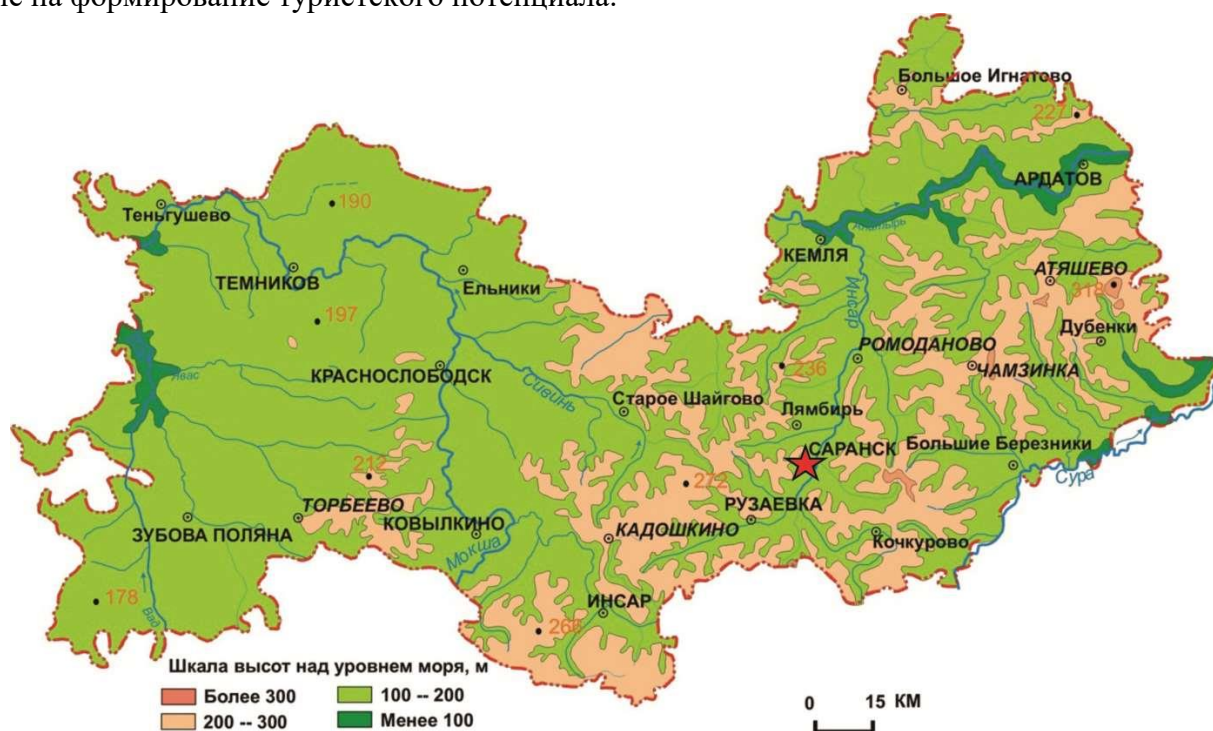 ие на формирование туристского потенциала.
Большое Игнатово
227
АРДАТОВ
Теньгушево
190
Алатырь
КЕМЛЯ
ТЕМНИКОВ
Ельники
Инсар
АТЯШЕВО
318
197
Дубенки
РОМОДАНОВО
КРАСНОСЛОБОДСК
236
ЧАМЗИНКА
Явас
Сивинь
Старое Шайгово
Лямбирь
САРАНСК
Большие Березники
212
272
Сура
ТОРБЕЕВО
РУЗАЕВКА
ЗУБОВА ПОЛЯНА
КОВЫЛКИНО
КАДОШКИНО
Кочкурово
Мокша
178
Вад
ИНСАР
Шкала высот над уровнем моря, м
Более 300
100 -- 200
200 -- 300
Менее 100
0 15 КМ